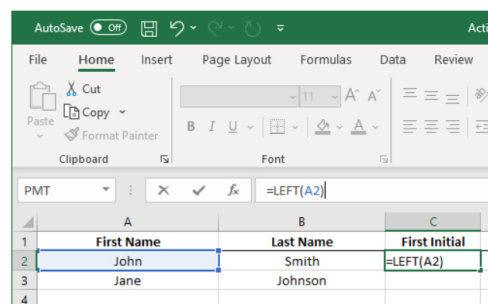 AutoSave Off Acti
File Home Insert Page Layout Formulas Data Review
Cut
Copy
Format Painter
Paste
11 A A
B I U A
Clipboard Font
PMT fx =LEFT(A2)
A B C
1 First Name Last Name First Initial
2 John Smith =LEFT(A2)
3 Jane Johnson
4